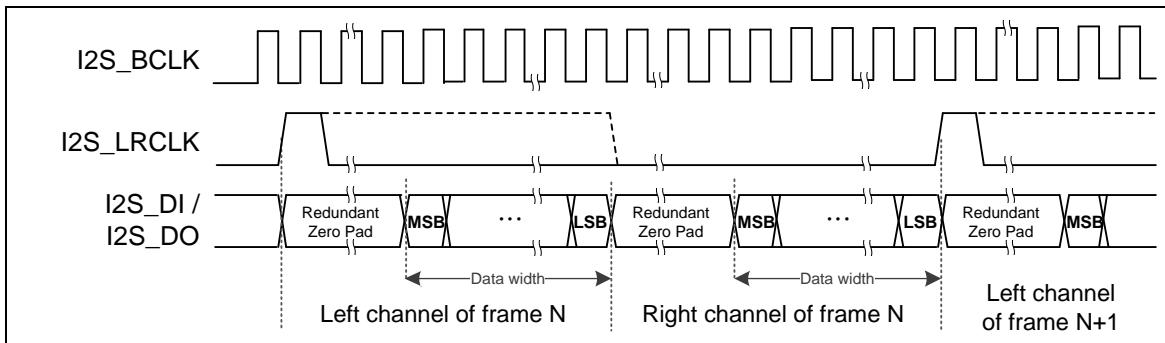 I2S_BCLK
I2S_LRCLK
I2S_DI /
I2S_DO
Redundant
Zero Pad
MSB
...
LSB
Redundant
Zero Pad
MSB
...
LSB
Redundant
Zero Pad
MSB
Data width
Data width
Left channel of frame N
Right channel of frame N
Left channel
of frame N+1